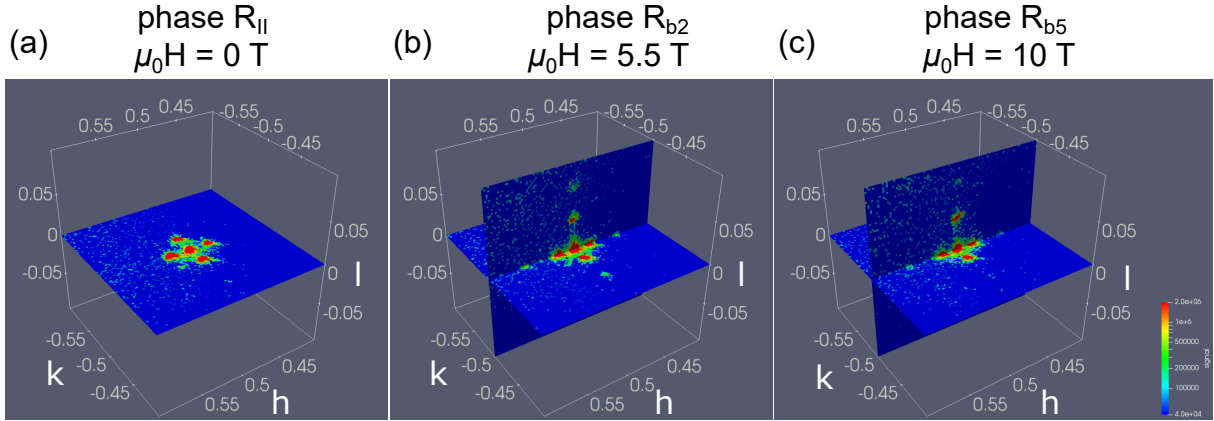 phase R_II
(a)
μ₀H = 0 T
phase R_b2
(b)
μ₀H = 5.5 T
phase R_b5
(c)
μ₀H = 10 T
0.55 0.5 0.45
-0.55 -0.5 -0.45
0.05
0
-0.05
0.05
0
-0.05
l
-0.55
-0.5
-0.45
k
0.45
0.5
0.55
h
0.55 0.5 0.45
-0.55 -0.5 -0.45
0.05
0
-0.05
0.05
0
-0.05
l
-0.55
-0.5
-0.45
k
0.45
0.5
0.55
h
0.55 0.5 0.45
-0.55 -0.5 -0.45
0.05
0
-0.05
0.05
0
-0.05
l
-0.55
-0.5
-0.45
k
0.45
0.5
0.55
h
2.0e+06
1e+6
600000
200000
100000
4.0e+04
signal